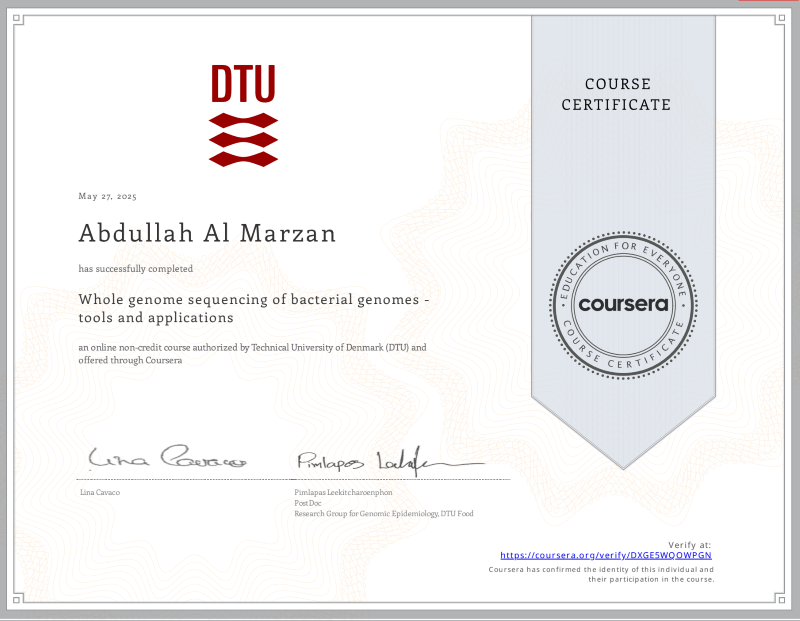 DTU
COURSE
CERTIFICATE
May 27, 2025
Abdullah Al Marzan
has successfully completed
Whole genome sequencing of bacterial genomes -
tools and applications
an online non-credit course authorized by Technical University of Denmark (DTU) and
offered through Coursera
EDUCATION FOR EVERYONE
coursera
COURSE CERTIFICATE
Lina Cavaco
Pimlapas Leekitcharoenphon
Lina Cavaco
Pimlapas Leekitcharoenphon
PostDoc
Research Group for Genomic Epidemiology, DTU Food
Verify at:
https://coursera.org/verify/DXGE5WQOWPGN
Coursera has confirmed the identity of this individual and
their participation in the course.